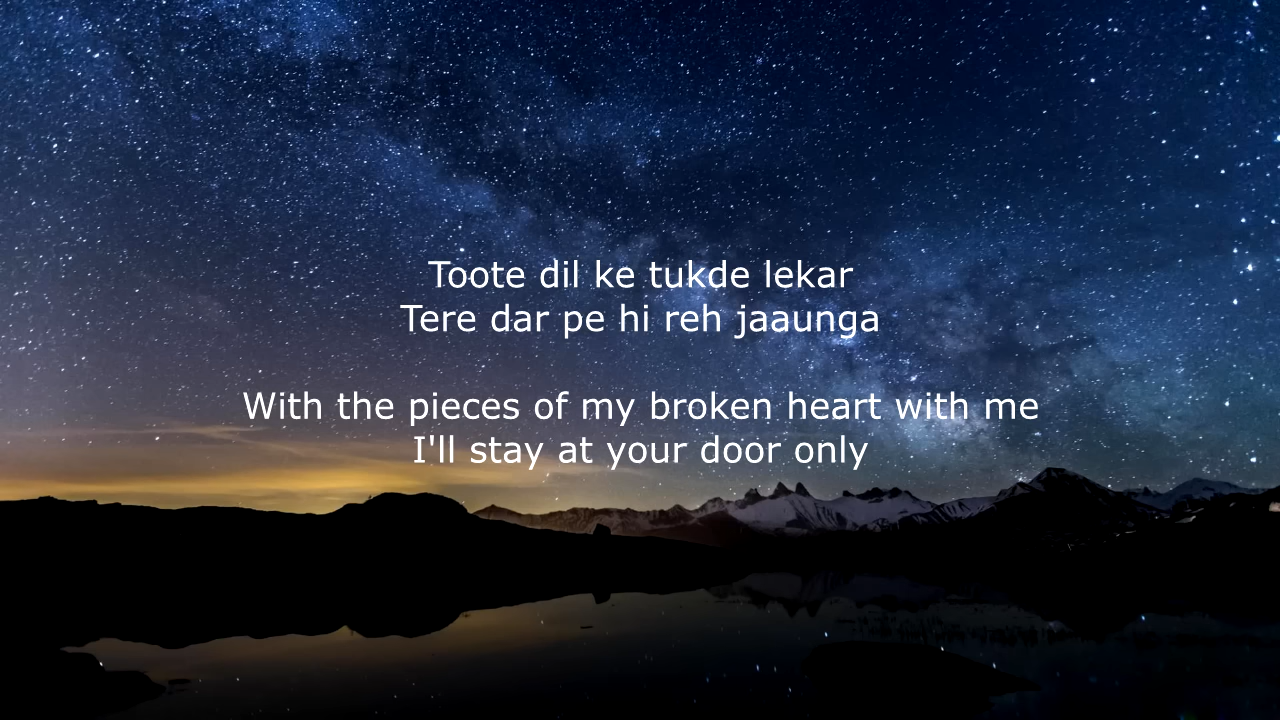 Toote dil ke tukde lekar
Tere dar pe hi reh jaaunga
With the pieces of my broken heart with me
I'll stay at your door only